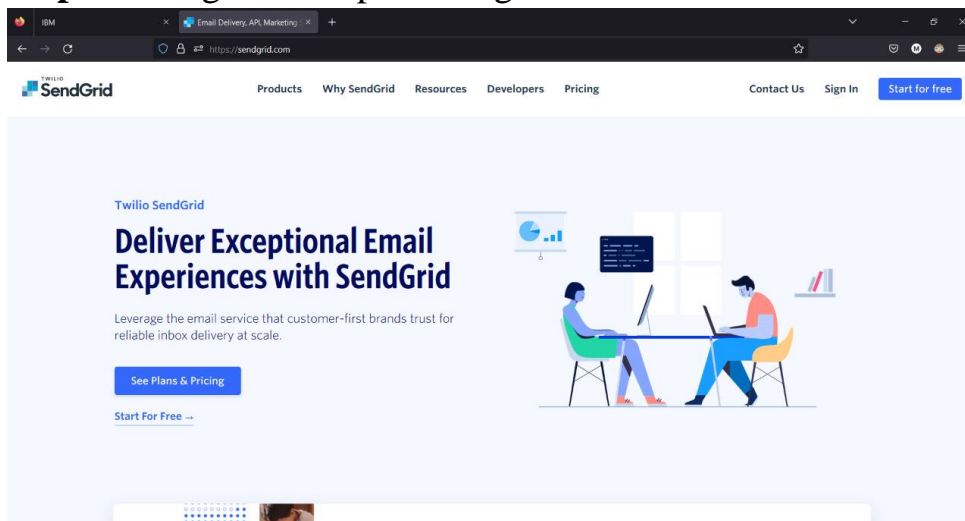 IBM
Email Delivery, API, Marketing S
https://sendgrid.com
M
TWILIO
SendGrid
Products Why SendGrid Resources Developers Pricing Contact Us Sign In Start for free
Twilio SendGrid
Deliver Exceptional Email
Experiences with SendGrid
Leverage the email service that customer-first brands trust for
reliable inbox delivery at scale.
See Plans & Pricing
Start For Free →